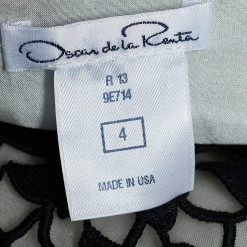 Oscar de la Renta
R 13
9E714
4
MADE IN USA